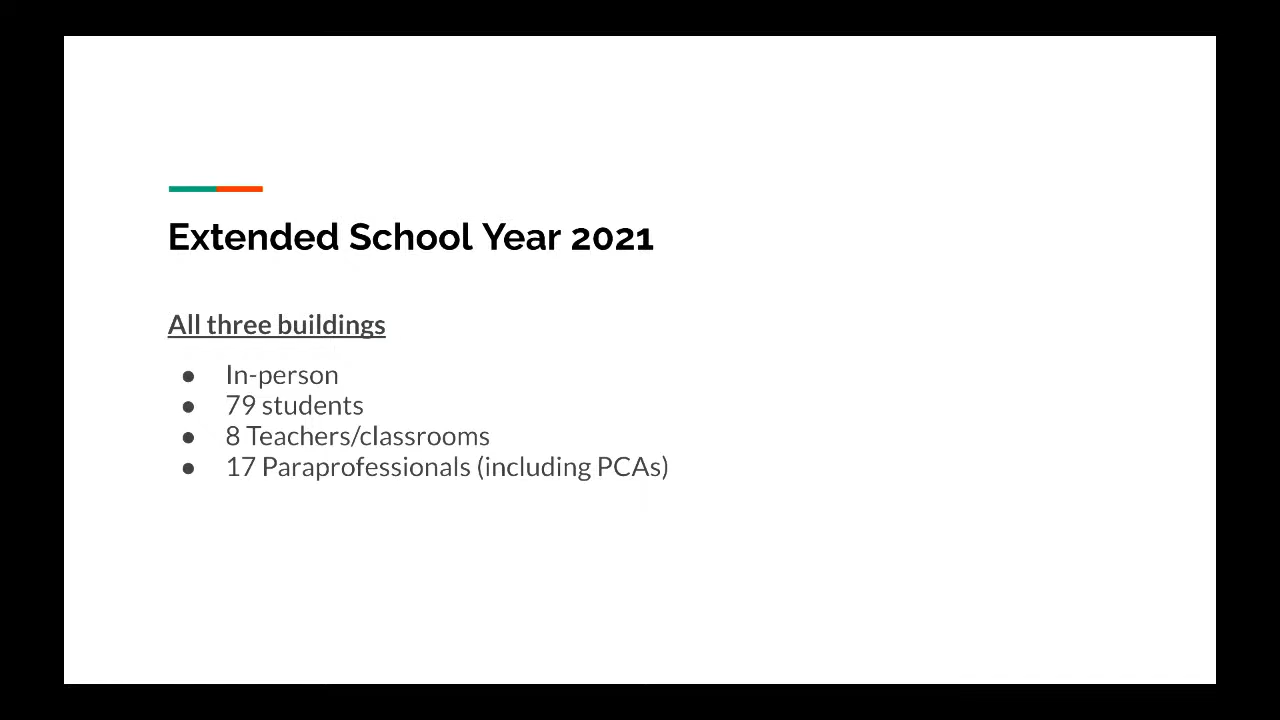 Extended School Year 2021
All three buildings
● In-person
● 79 students
● 8 Teachers/classrooms
● 17 Paraprofessionals (including PCAs)